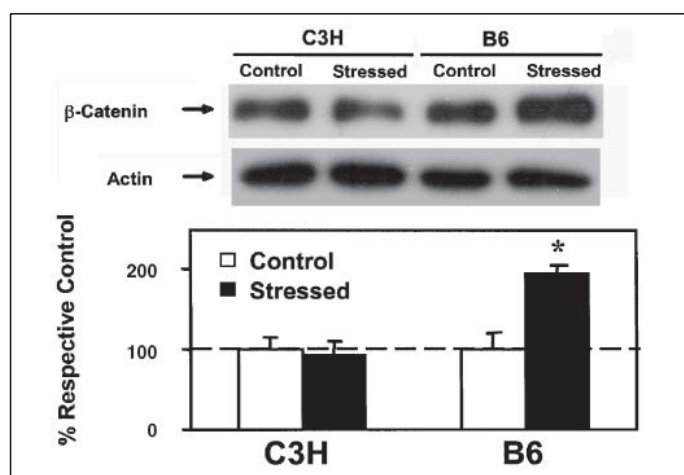 C3H B6
Control Stressed Control Stressed
β-Catenin
Actin
% Respective Control
200
100
0
*
Control
Stressed
C3H B6